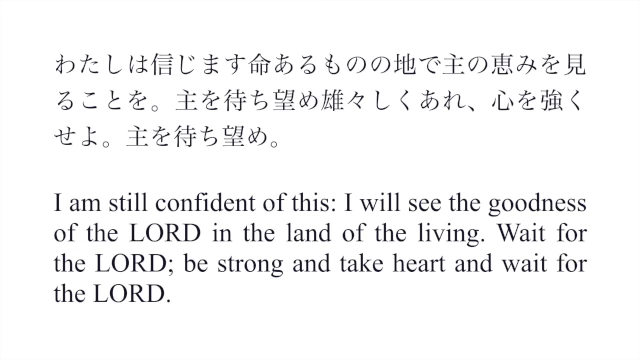 わたしは信じます命あるものの地で主の恵みを見
ることを。主を待ち望め雄々しくあれ、心を強く
せよ。主を待ち望め。
I am still confident of this: I will see the goodness
of the LORD in the land of the living. Wait for
the LORD; be strong and take heart and wait for
the LORD.